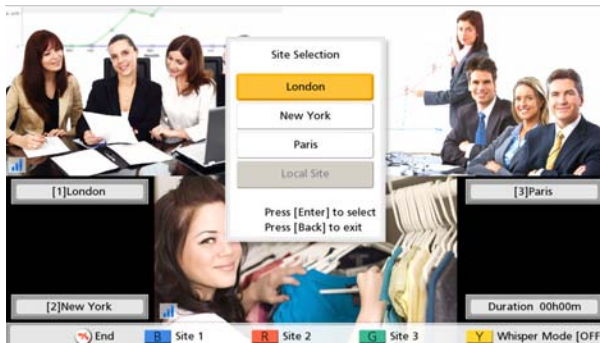 Site Selection
London
New York
Paris
Local Site
Press [Enter] to select
Press [Back] to exit
[1]London
[3]Paris
[2]New York
Duration 00h00m
End
B Site 1
R Site 2
G Site 3
Y Whisper Mode [OFF